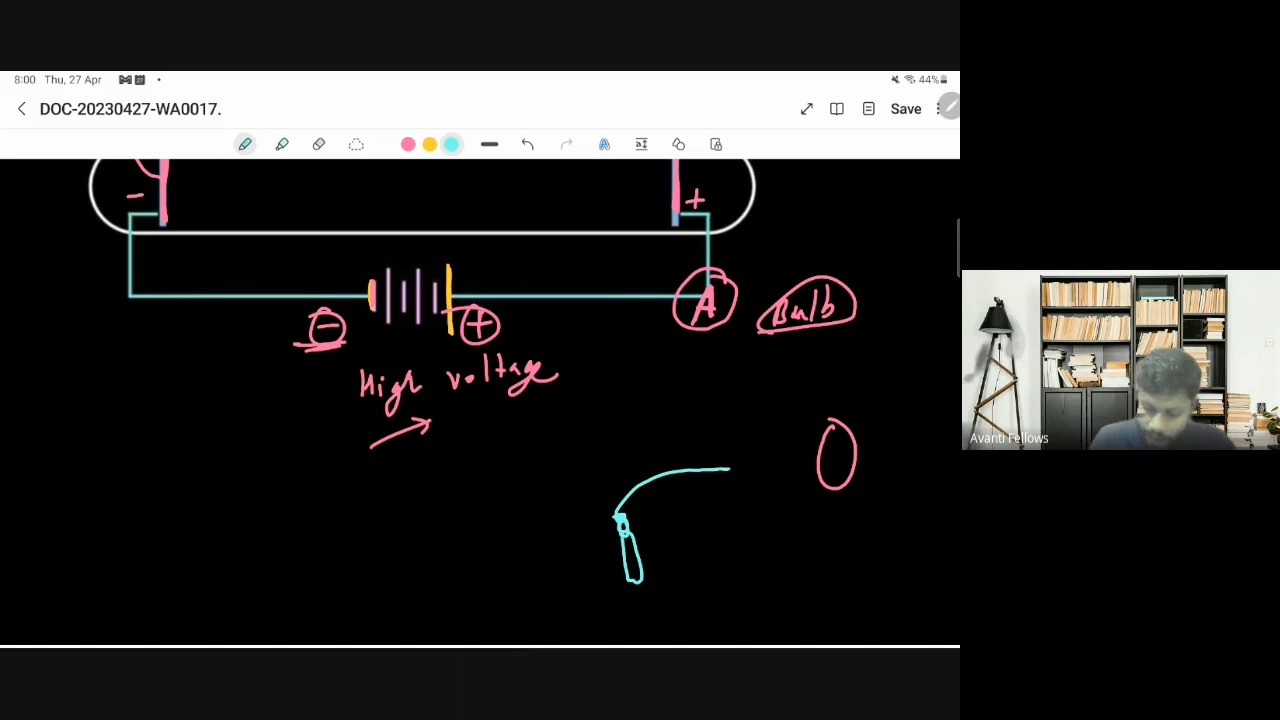 8:00 Thu, 27 Apr 44%
DOC-20230427-WA0017.
Save
- +
A Bulb
- +
High voltage
Avanti Fellows